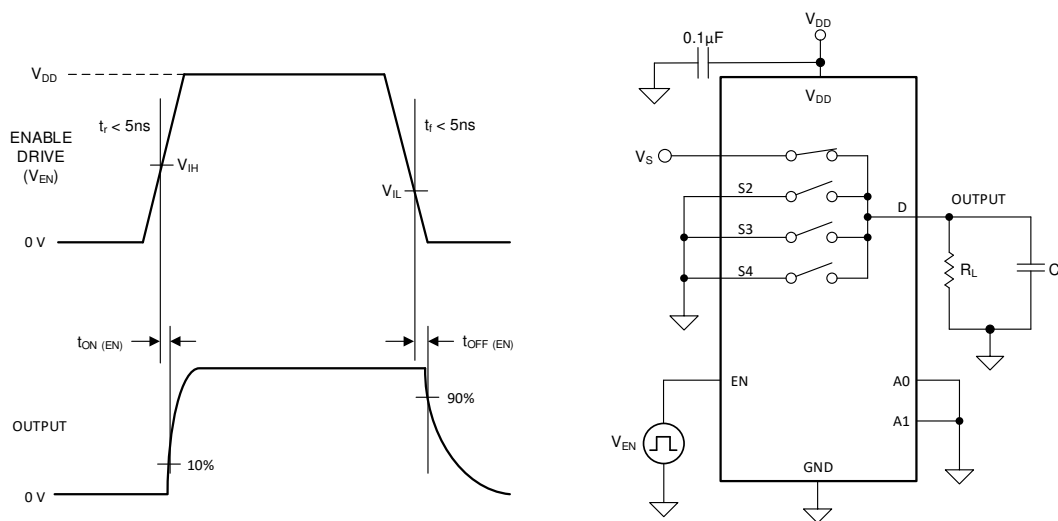 V_DD
t_r < 5ns
t_f < 5ns
ENABLE
DRIVE
(V_EN)
V_IH
V_IL
0 V
t_ON (EN)
t_OFF (EN)
90%
OUTPUT
10%
0 V
V_DD
0.1µF
V_DD
V_S
S2
OUTPUT
D
S3
S4
R_L
C
EN
A0
A1
V_EN
GND